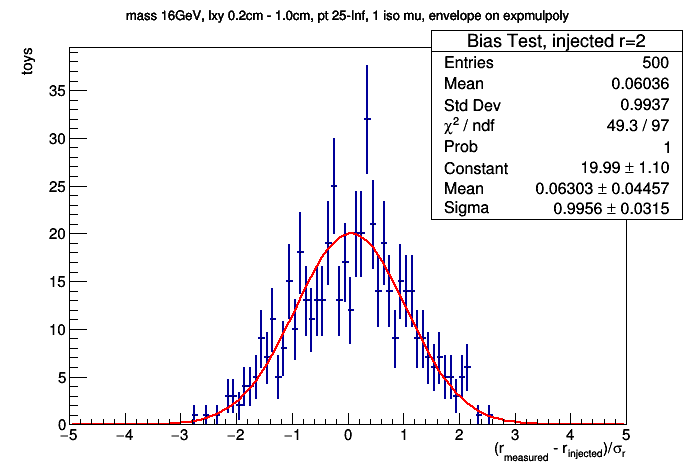 mass 16GeV, lxy 0.2cm - 1.0cm, pt 25-Inf, 1 iso mu, envelope on expmulpoly
Bias Test, injected r=2
Entries 500
Mean 0.06036
Std Dev 0.9937
χ² / ndf 49.3 / 97
Prob 1
Constant 19.99 ± 1.10
Mean 0.06303 ± 0.04457
Sigma 0.9956 ± 0.0315
toys
35
30
25
20
15
10
5
0
−5 −4 −3 −2 −1 0 1 2 3 4 5
(r_measured - r_injected)/σ_r